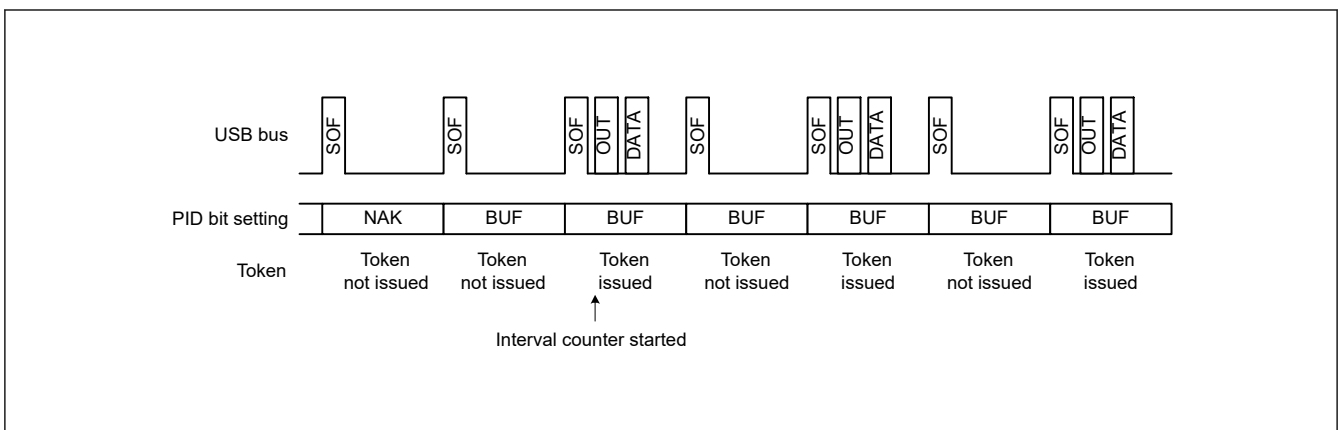 USB bus
SOF SOF SOF OUT DATA SOF SOF OUT DATA SOF SOF OUT DATA
PID bit setting NAK BUF BUF BUF BUF BUF BUF
Token
Token Token Token Token Token Token Token
not issued not issued issued not issued issued not issued issued
Interval counter started